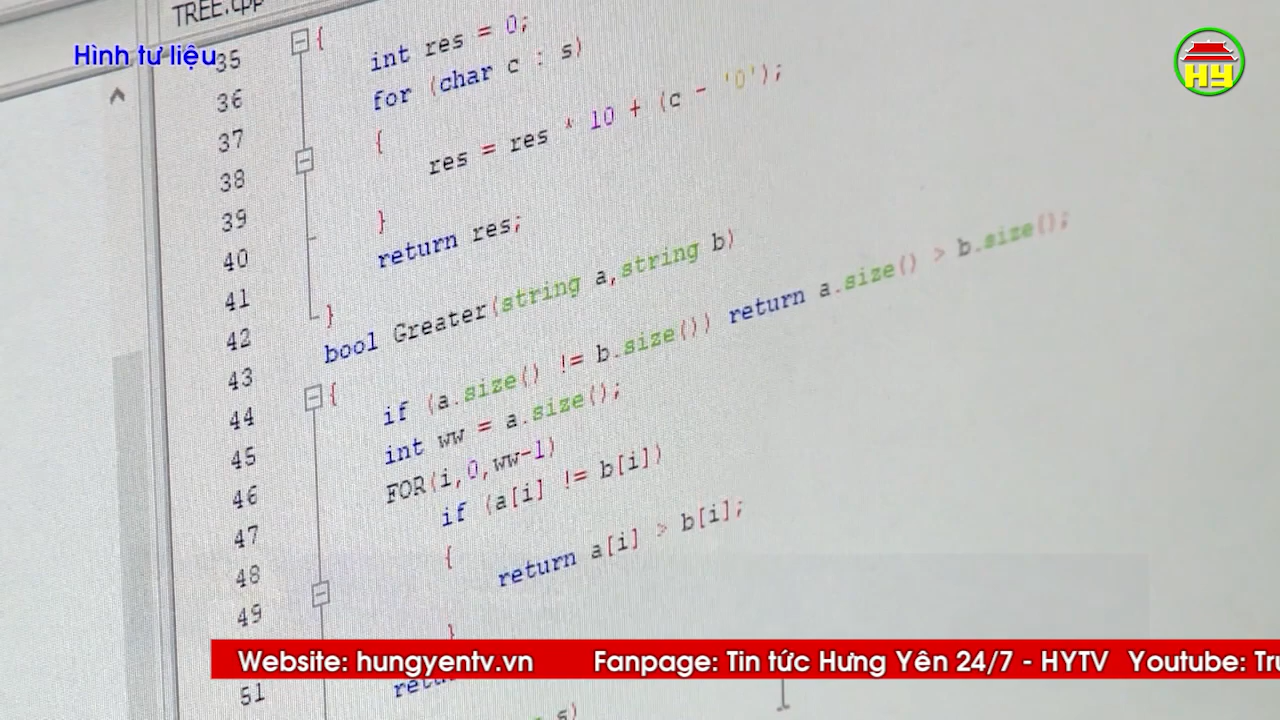 TREE.cpp
Hình tư liệu
HY
35 {
36 int res = 0;
37 for (char c : s)
38 {
39 res = res * 10 + (c - '0');
40 }
41 return res;
42 }
43 bool Greater(string a,string b)
44 {
45 if (a.size() != b.size()) return a.size() > b.size();
46 int ww = a.size();
47 FOR(i,0,ww-1)
48 if (a[i] != b[i])
49 {
return a[i] > b[i];
51 }
Website: hungyentv.vn Fanpage: Tin tức Hưng Yên 24/7 - HYTV Youtube:
s)